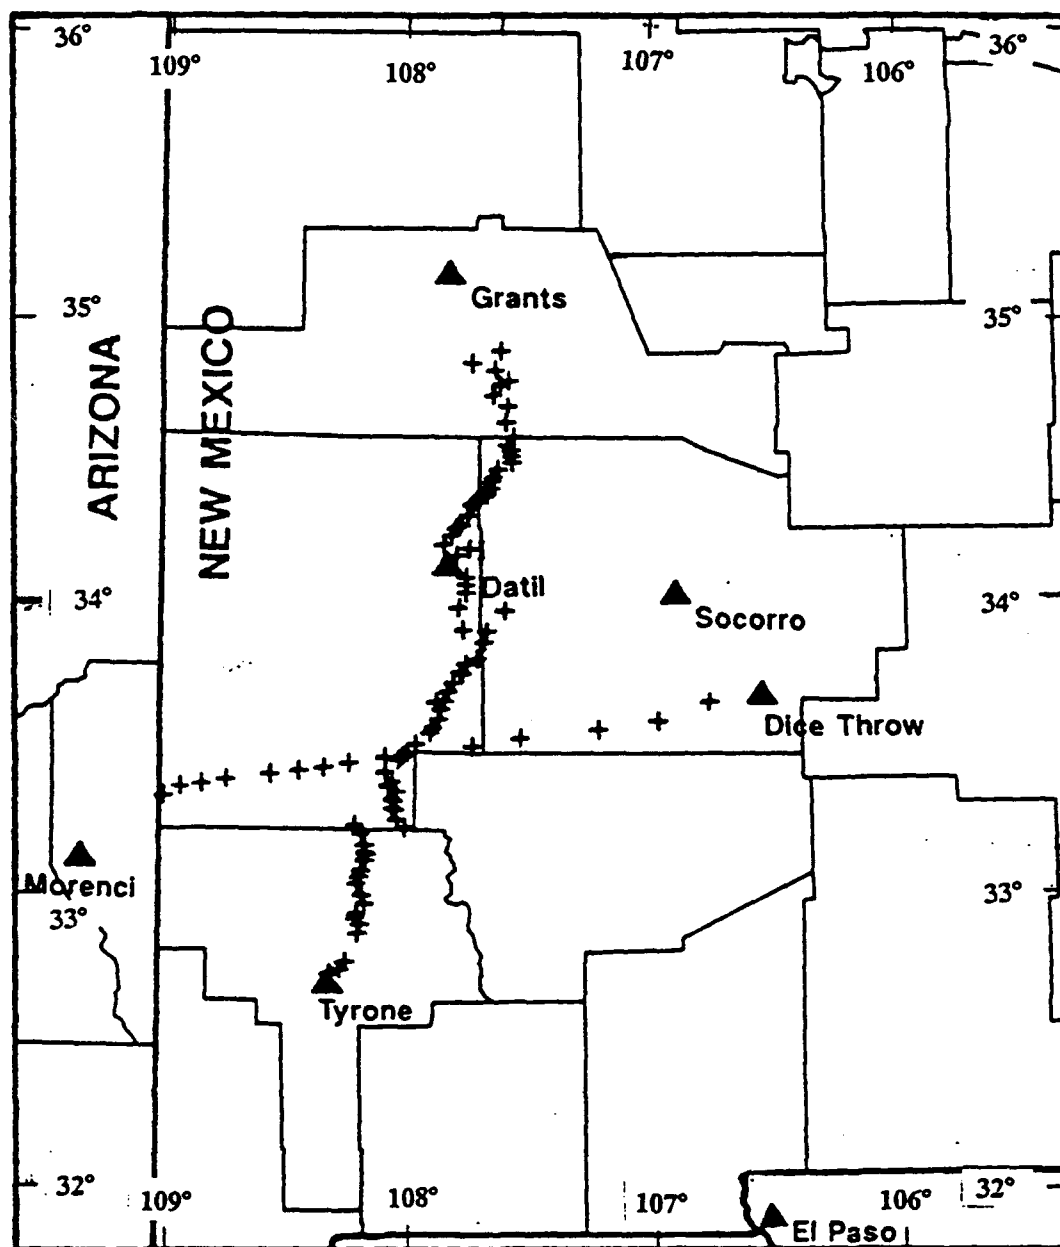 36°
109°
108°
107°
106°
36°
Grants
35°
35°
ARIZONA
NEW MEXICO
Datil
34°
Socorro
34°
Dice Throw
Morenci
33°
33°
Tyrone
32°
109°
108°
107°
106°
32°
El Paso